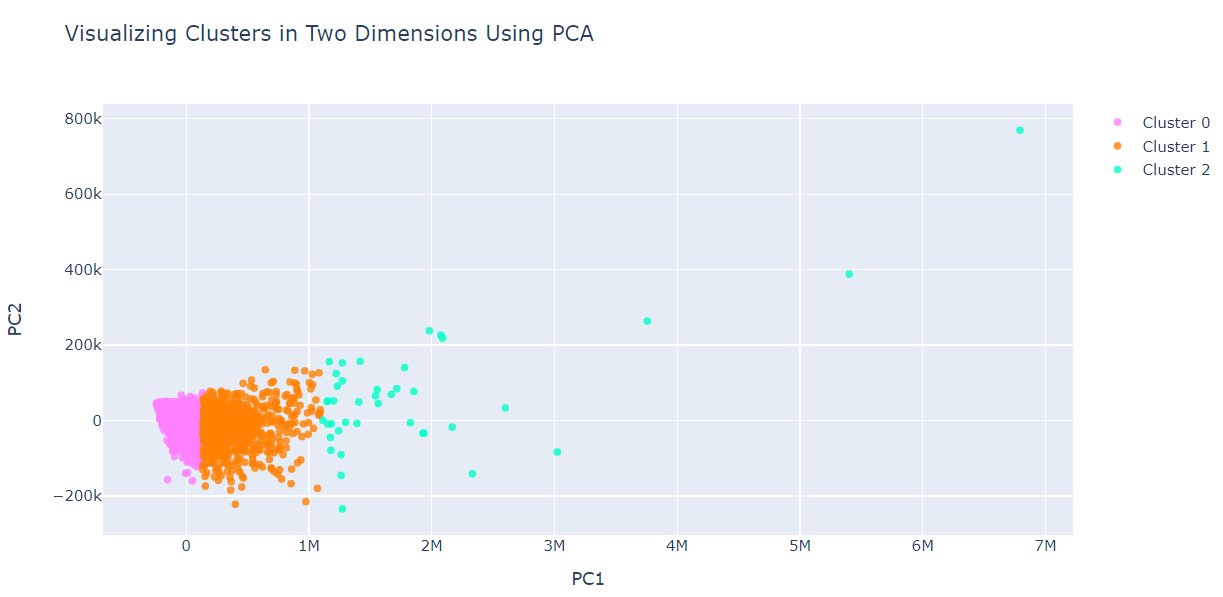 Visualizing Clusters in Two Dimensions Using PCA
800k
600k
400k
200k
0
−200k
PC2
0 1M 2M 3M 4M 5M 6M 7M
PC1
Cluster 0
Cluster 1
Cluster 2